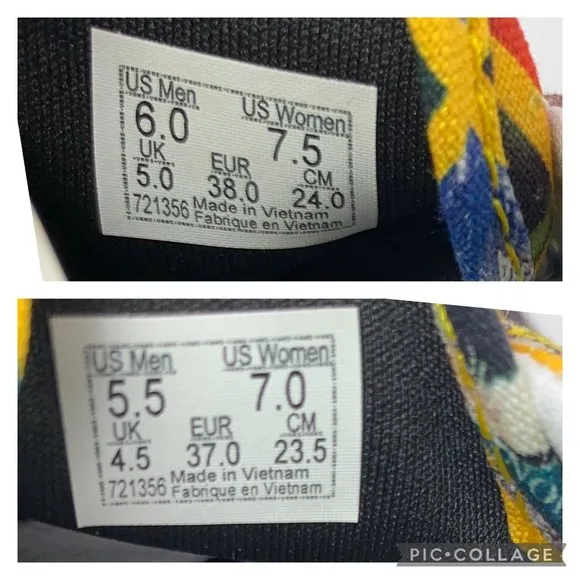 US Men US Women
6.0 7.5
UK EUR CM
5.0 38.0 24.0
721356 Made in Vietnam
Fabrique en Vietnam
US Men US Women
5.5 7.0
UK EUR CM
4.5 37.0 23.5
721356 Made in Vietnam
Fabrique en Vietnam
PIC•COLLAGE